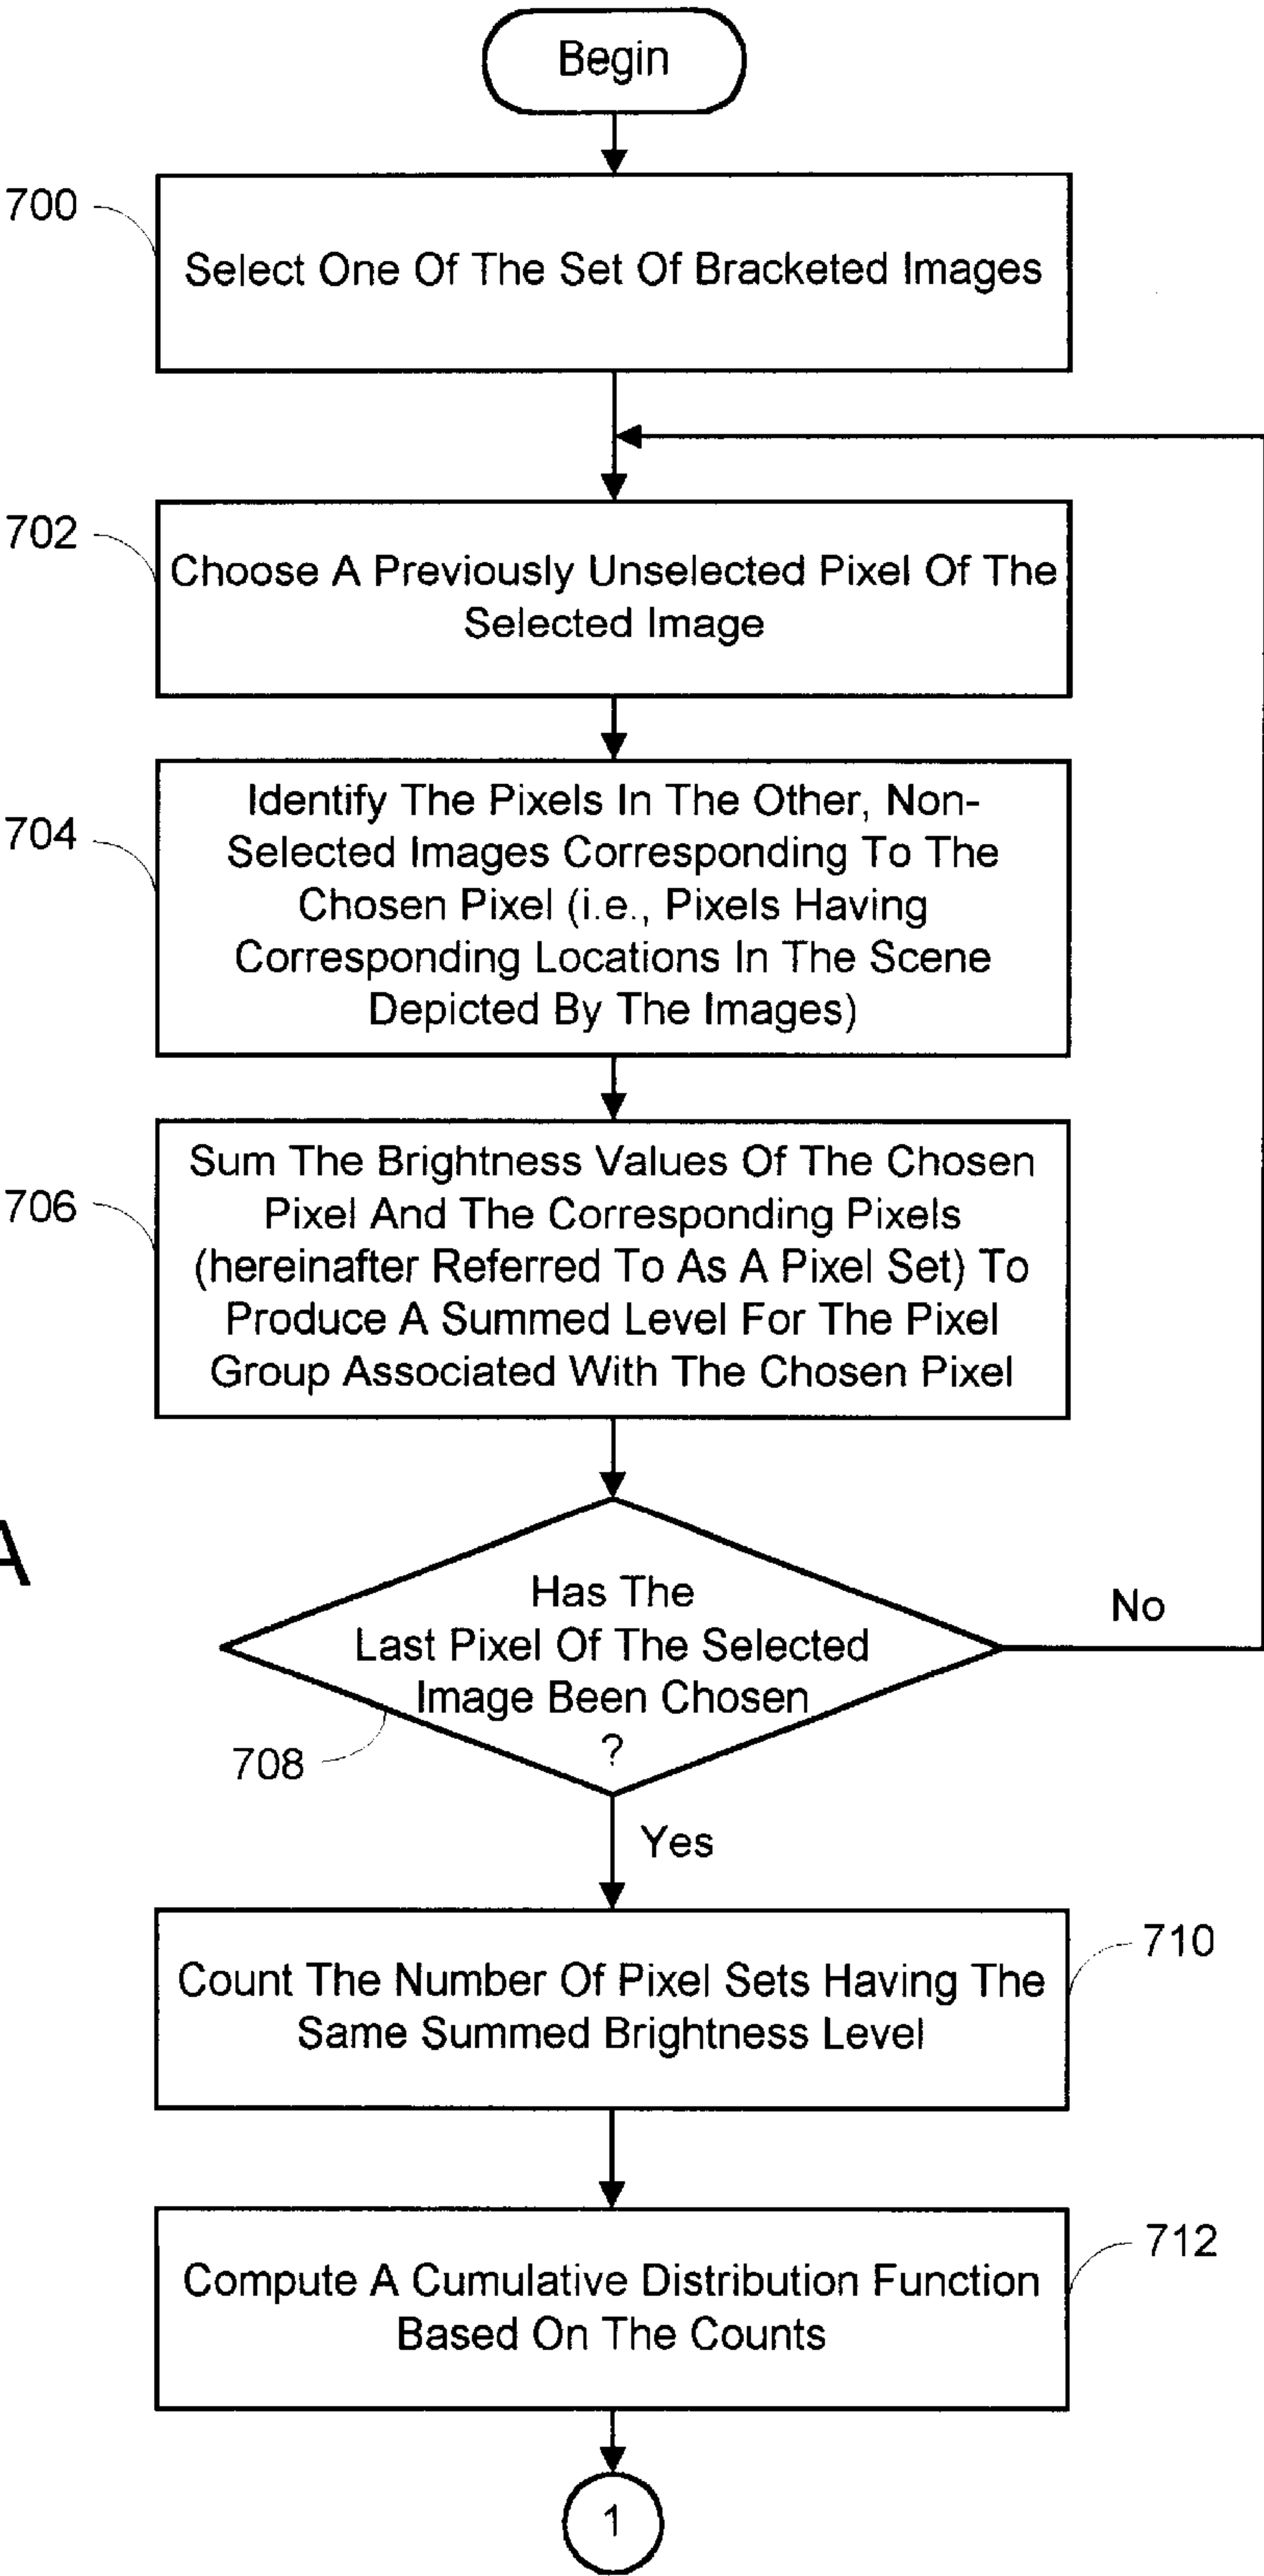 Begin
700
Select One Of The Set Of Bracketed Images
702
Choose A Previously Unselected Pixel Of The
Selected Image
704
Identify The Pixels In The Other, Non-
Selected Images Corresponding To The
Chosen Pixel (i.e., Pixels Having
Corresponding Locations In The Scene
Depicted By The Images)
706
Sum The Brightness Values Of The Chosen
Pixel And The Corresponding Pixels
(hereinafter Referred To As A Pixel Set) To
Produce A Summed Level For The Pixel
Group Associated With The Chosen Pixel
A
Has The
Last Pixel Of The Selected
Image Been Chosen
?
No
708
Yes
710
Count The Number Of Pixel Sets Having The
Same Summed Brightness Level
712
Compute A Cumulative Distribution Function
Based On The Counts
1